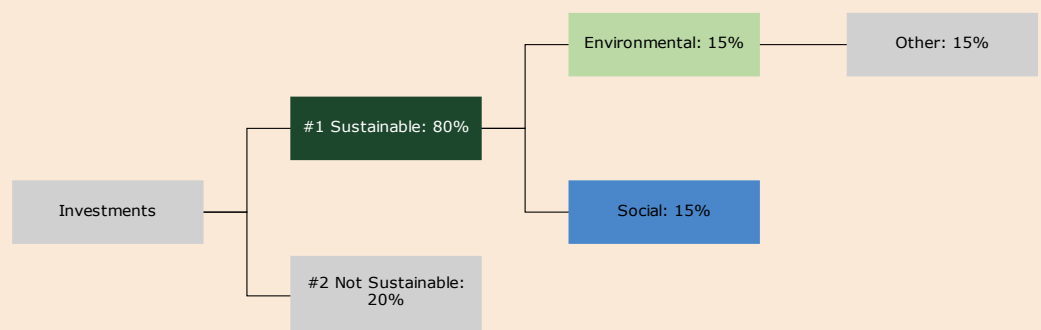 Environmental: 15%
Other: 15%
#1 Sustainable: 80%
Investments
Social: 15%
#2 Not Sustainable:
20%